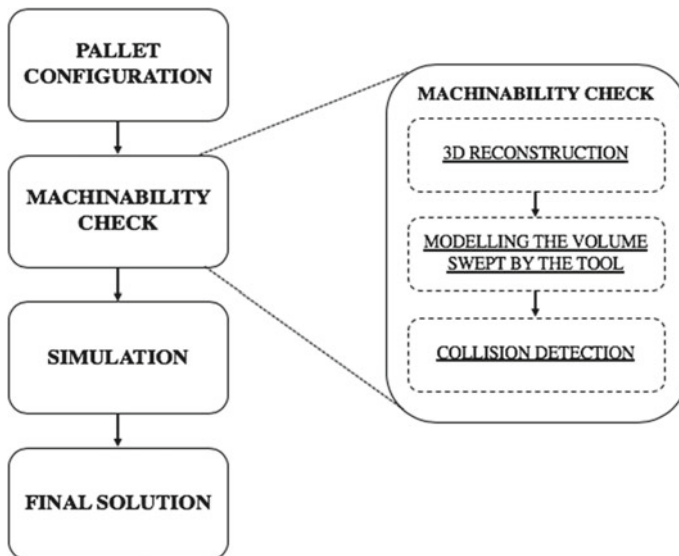 PALLET
CONFIGURATION
MACHINABILITY
CHECK
SIMULATION
FINAL SOLUTION
MACHINABILITY CHECK
3D RECONSTRUCTION
MODELLING THE VOLUME
SWEPT BY THE TOOL
COLLISION DETECTION